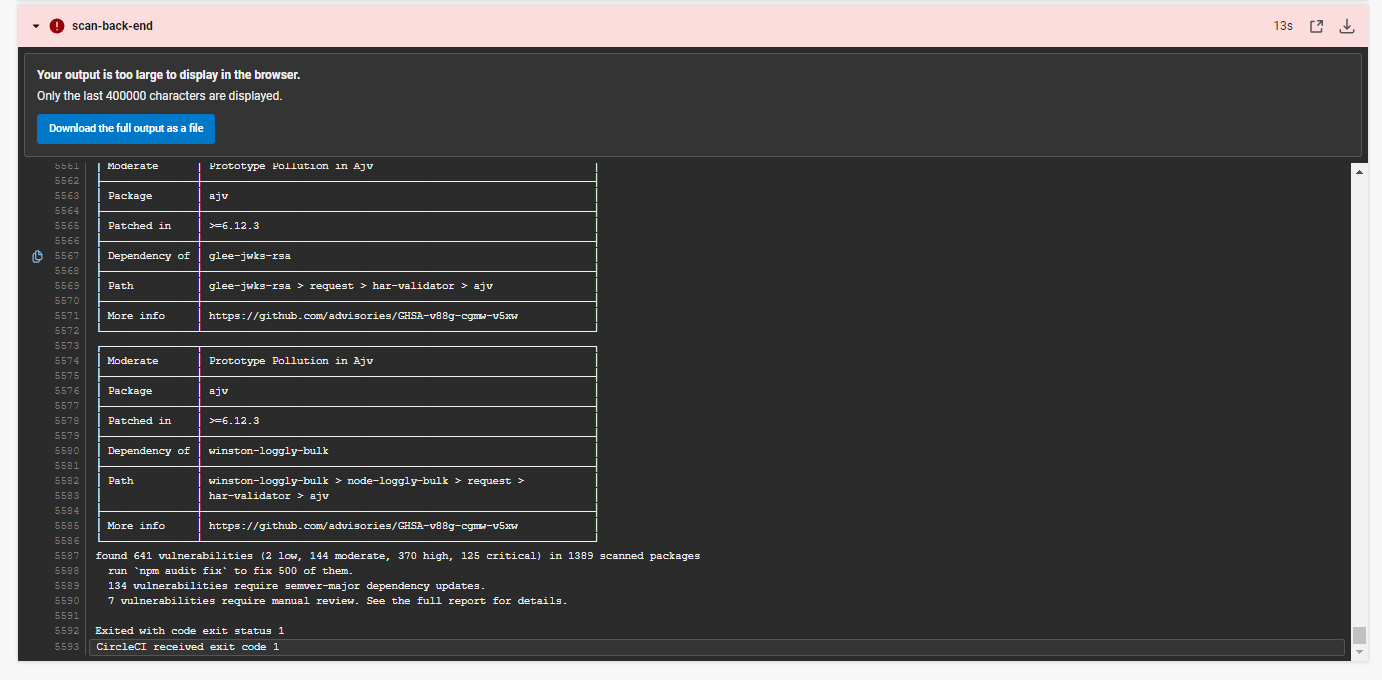 scan-back-end
13s
Your output is too large to display in the browser.
Only the last 400000 characters are displayed.
Download the full output as a file
5561 Moderate Prototype Pollution in Ajv
5562
5563 Package ajv
5564
5565 Patched in >=6.12.3
5566
5567 Dependency of glee-jwks-rsa
5568
5569 Path glee-jwks-rsa > request > har-validator > ajv
5570
5571 More info https://github.com/advisories/GHSA-v88g-cgmw-v5xw
5572
5573
5574 Moderate Prototype Pollution in Ajv
5575
5576 Package ajv
5577
5578 Patched in >=6.12.3
5579
5580 Dependency of winston-loggly-bulk
5581
5582 Path winston-loggly-bulk > node-loggly-bulk > request >
5583 har-validator > ajv
5584
5585 More info https://github.com/advisories/GHSA-v88g-cgmw-v5xw
5586
5587 found 641 vulnerabilities (2 low, 144 moderate, 370 high, 125 critical) in 1389 scanned packages
5588 run `npm audit fix` to fix 500 of them.
5589 134 vulnerabilities require semver-major dependency updates.
5590 7 vulnerabilities require manual review. See the full report for details.
5591
5592 Exited with code exit status 1
5593 CircleCI received exit code 1